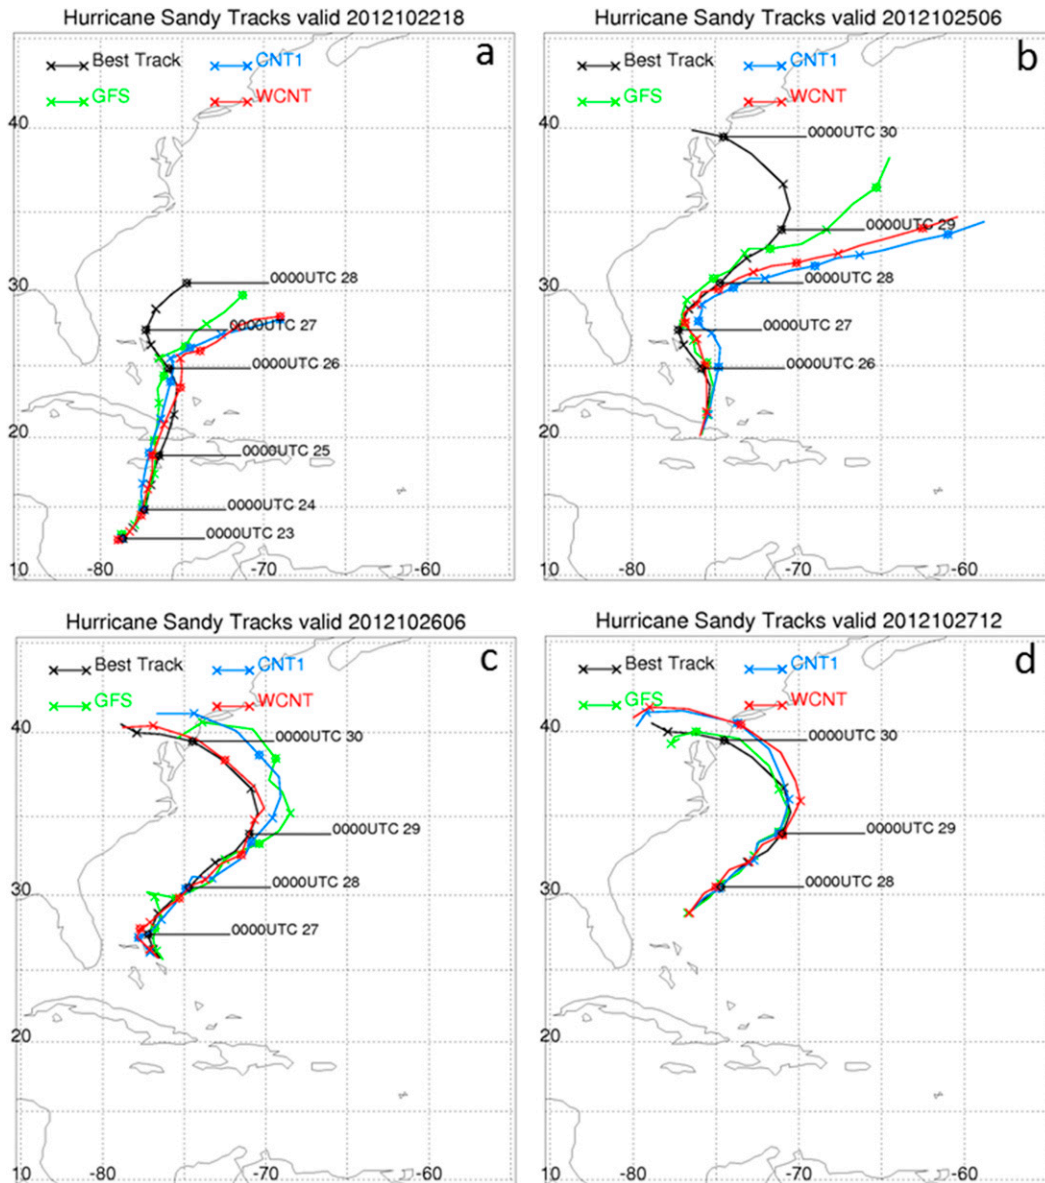 Hurricane Sandy Tracks valid 2012102218
a
Best Track
CNT1
GFS
WCNT
40
0000UTC 28
30
0000UTC 27
0000UTC 26
20
0000UTC 25
0000UTC 24
0000UTC 23
10
-80
-70
-60
Hurricane Sandy Tracks valid 2012102506
b
Best Track
CNT1
GFS
WCNT
40
0000UTC 30
0000UTC 29
30
0000UTC 28
0000UTC 27
0000UTC 26
20
10
-80
-70
-60
Hurricane Sandy Tracks valid 2012102606
c
Best Track
CNT1
GFS
WCNT
40
0000UTC 30
0000UTC 29
30
0000UTC 28
0000UTC 27
20
10
-80
-70
-60
Hurricane Sandy Tracks valid 2012102712
d
Best Track
CNT1
GFS
WCNT
40
0000UTC 30
0000UTC 29
30
0000UTC 28
20
10
-80
-70
-60